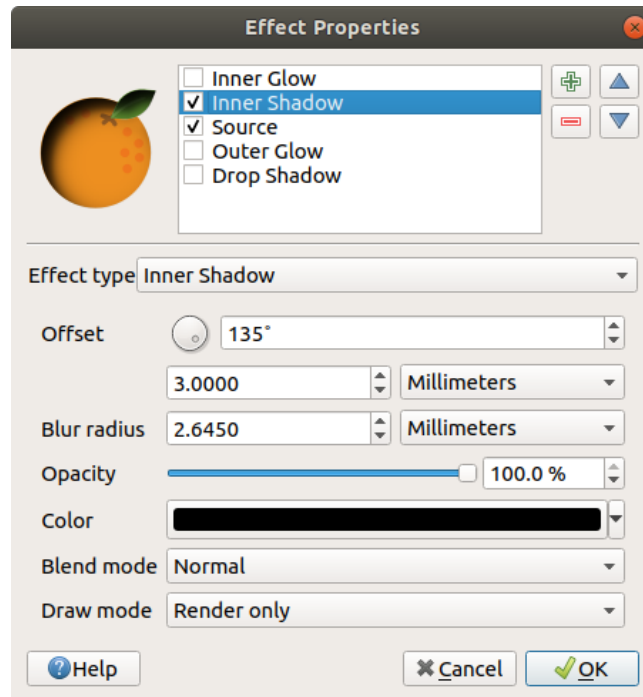 Effect Properties
Inner Glow
Inner Shadow
Source
Outer Glow
Drop Shadow
Effect type Inner Shadow
Offset 135°
3.0000 Millimeters
Blur radius 2.6450 Millimeters
Opacity 100.0 %
Color
Blend mode Normal
Draw mode Render only
Help Cancel OK